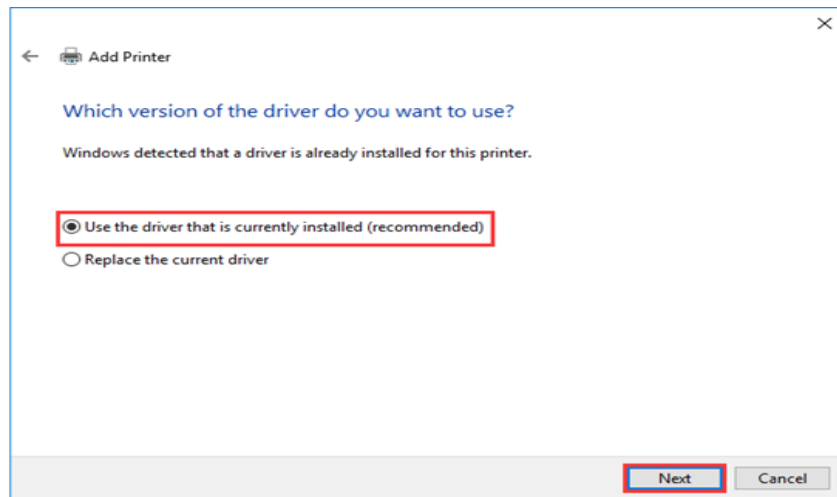 Add Printer
Which version of the driver do you want to use?
Windows detected that a driver is already installed for this printer.
Use the driver that is currently installed (recommended)
Replace the current driver
Next Cancel